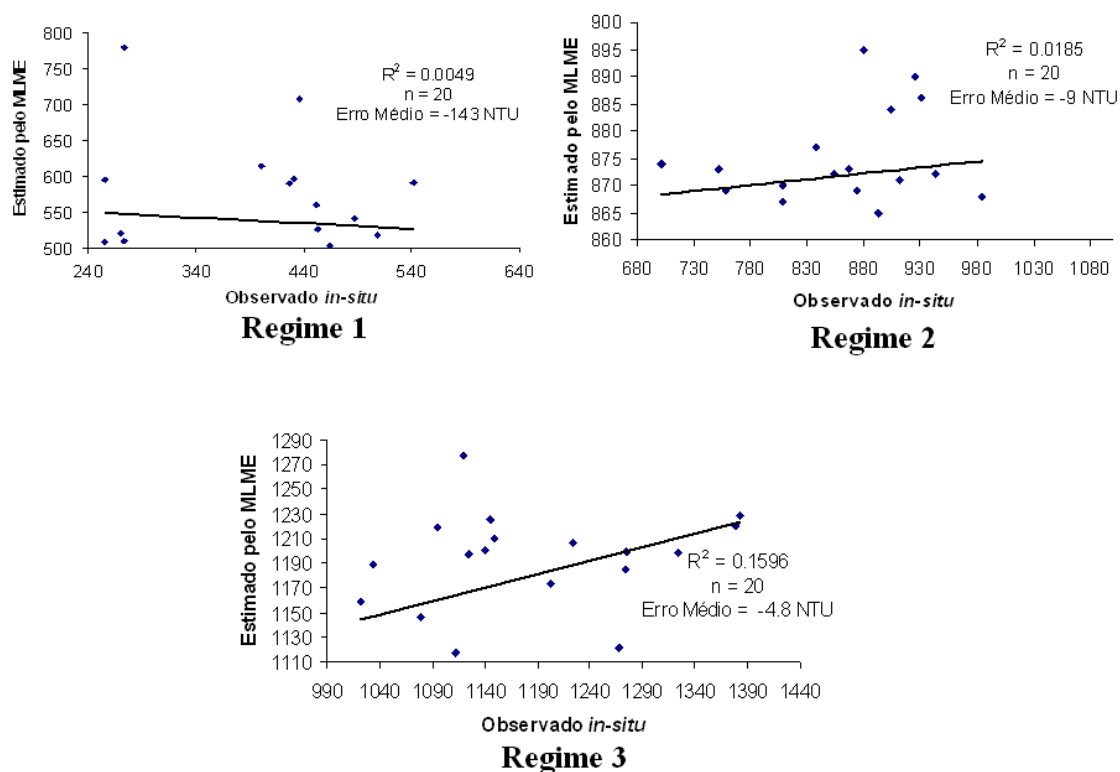 Estimado pelo MLME
800
750
700
650
600
550
500
240 340 440 540 640
R² = 0.0049
n = 20
Erro Médio = -143 NTU
Observado in-situ
Regime 1
Estimado pelo MLME
900
895
890
885
880
875
870
865
860
680 730 780 830 880 930 980 1030 1080
R² = 0.0185
n = 20
Erro Médio = -9 NTU
Observado in-situ
Regime 2
Estimado pelo MLME
1290
1270
1250
1230
1210
1190
1170
1150
1130
1110
990 1040 1090 1140 1190 1240 1290 1340 1390 1440
R² = 0.1596
n = 20
Erro Médio = -4.8 NTU
Observado in-situ
Regime 3